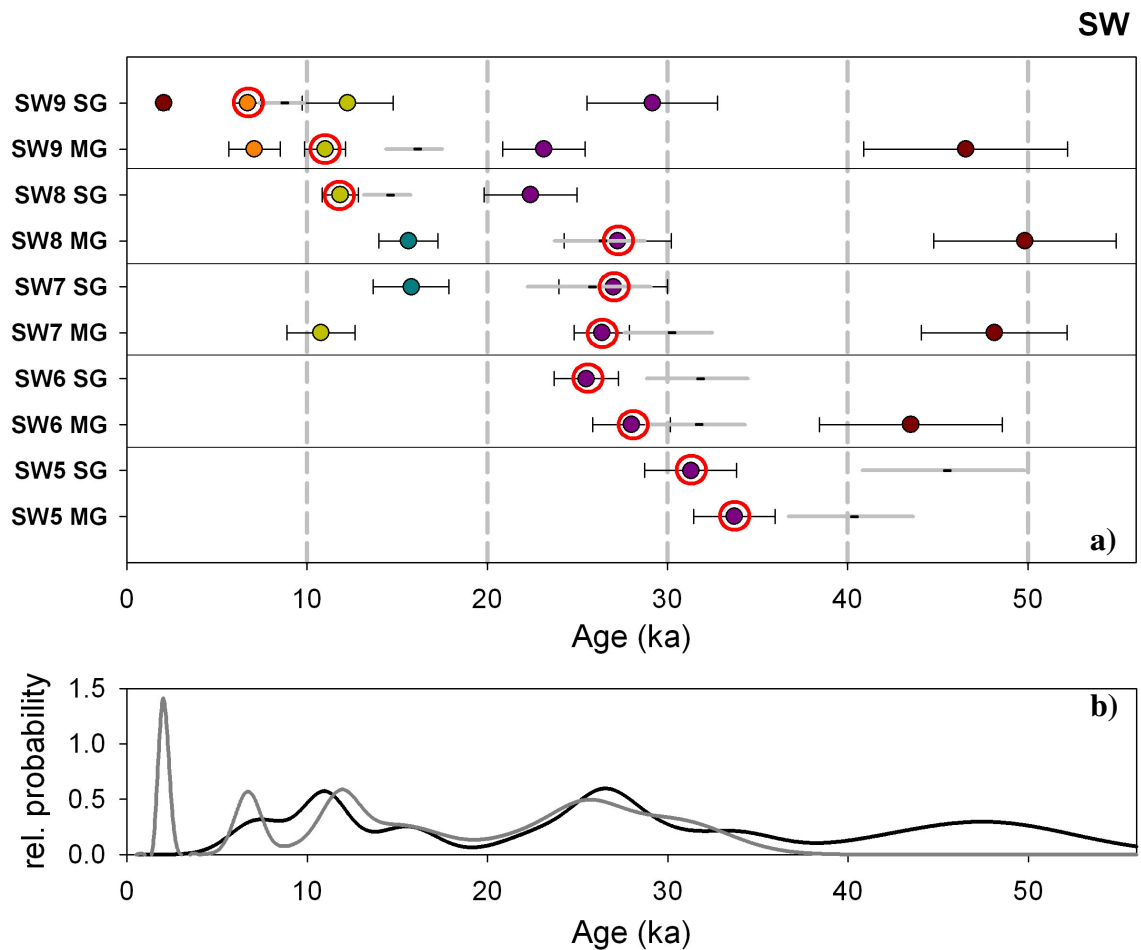 SW
SW9 SG
SW9 MG
SW8 SG
SW8 MG
SW7 SG
SW7 MG
SW6 SG
SW6 MG
SW5 SG
SW5 MG
a)
0 10 20 30 40 50
Age (ka)
rel. probability
1.5
1.0
0.5
0.0
b)
0 10 20 30 40 50
Age (ka)